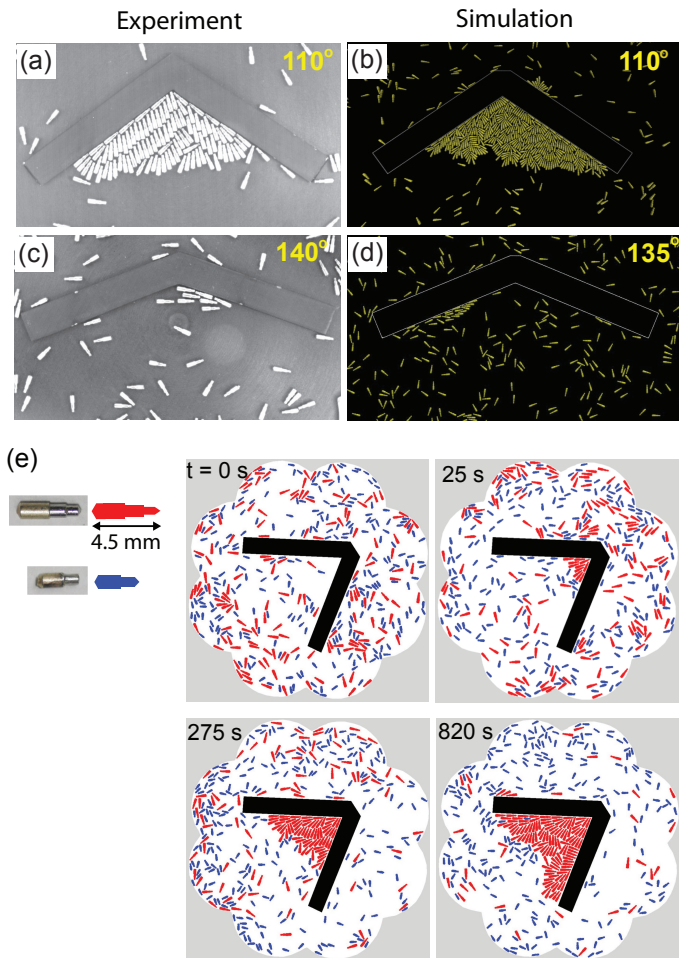 Experiment Simulation
(a) 110° (b) 110°
(c) 140° (d) 135°
(e)
t = 0 s 25 s
4.5 mm
275 s 820 s